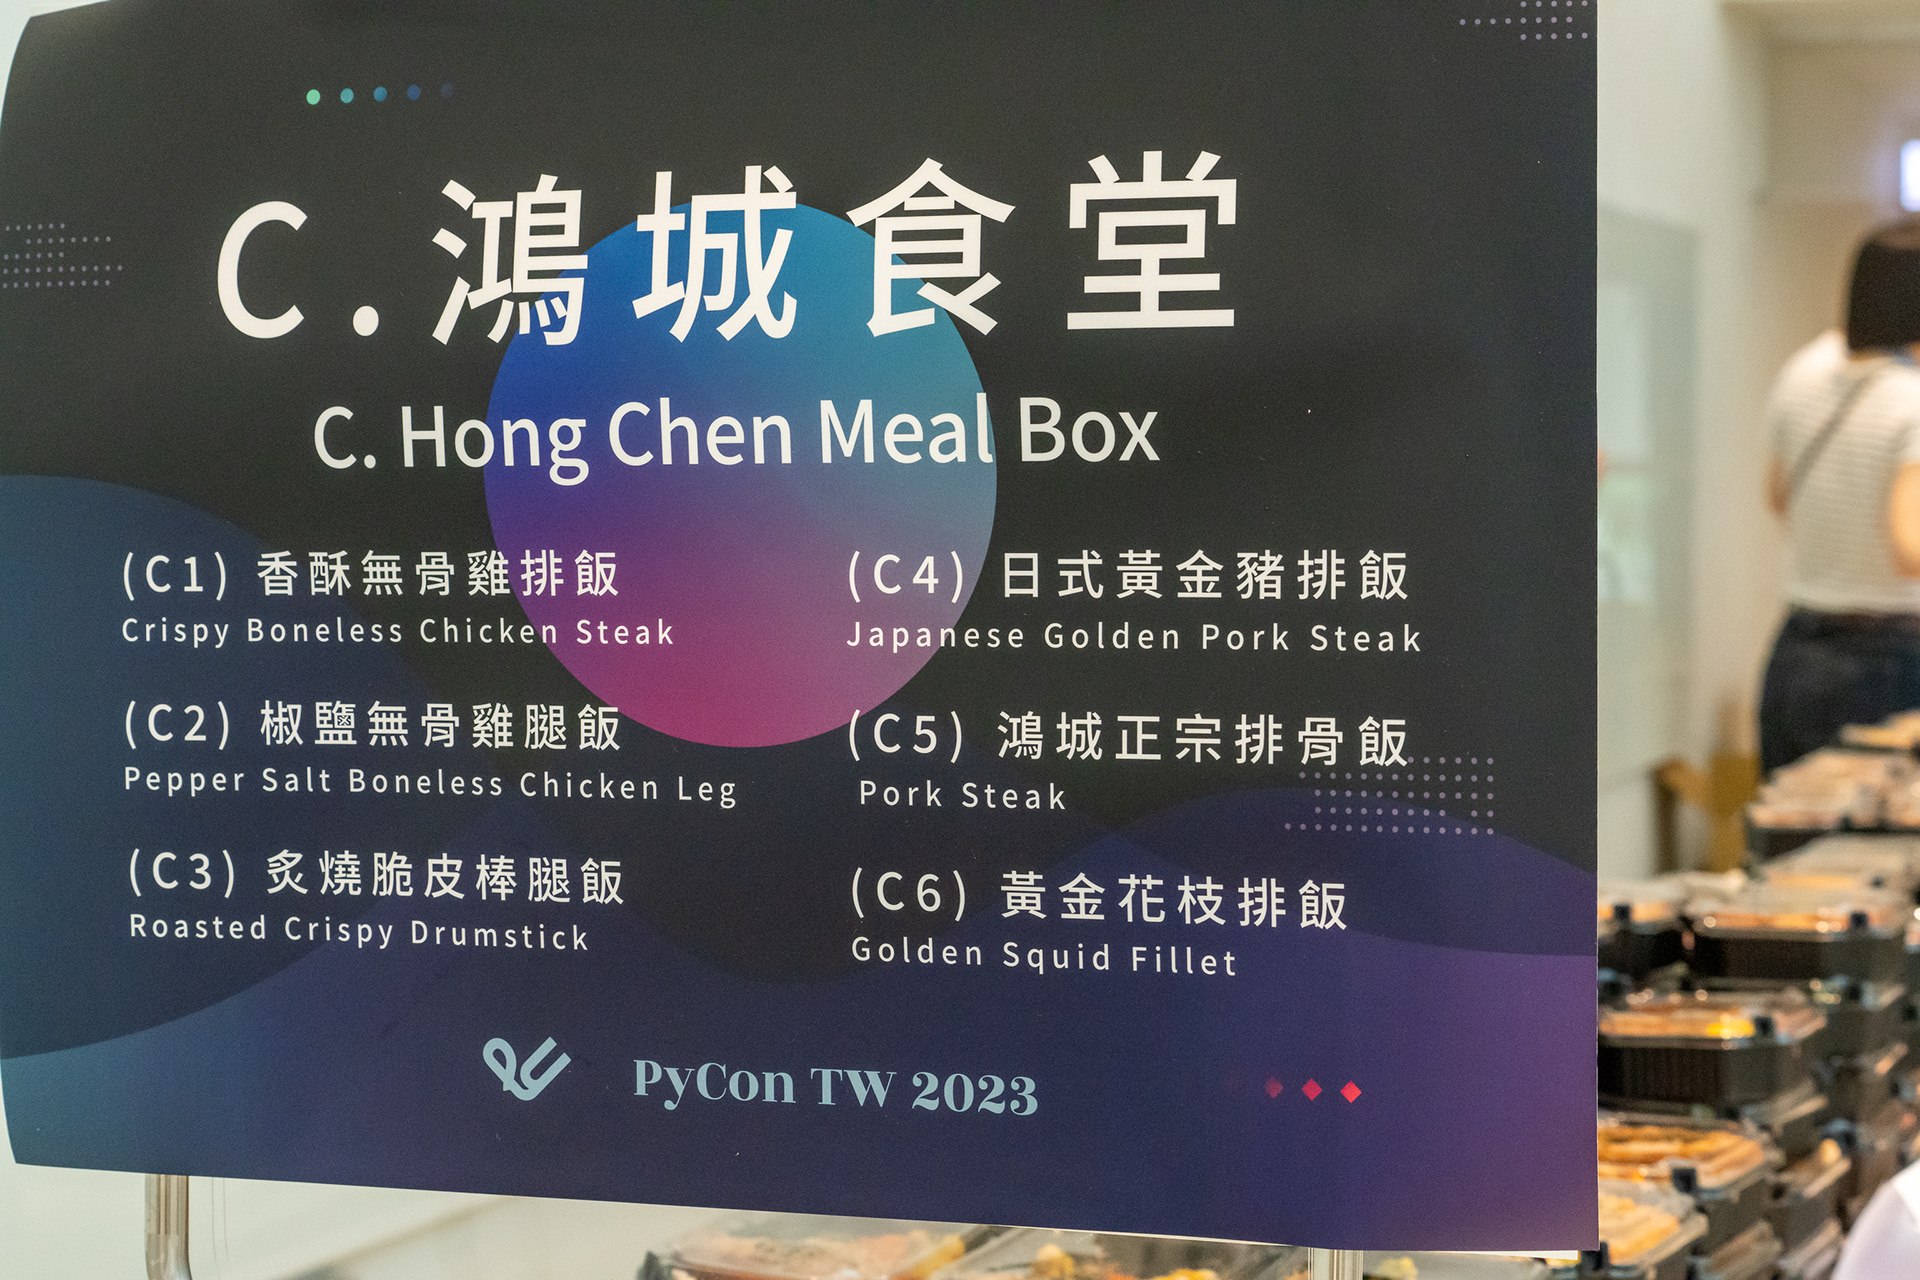 C.鴻城食堂
C. Hong Chen Meal Box
(C1) 香酥無骨雞排飯
Crispy Boneless Chicken Steak
(C2) 椒鹽無骨雞腿飯
Pepper Salt Boneless Chicken Leg
(C3) 炙燒脆皮棒腿飯
Roasted Crispy Drumstick
(C4) 日式黃金豬排飯
Japanese Golden Pork Steak
(C5) 鴻城正宗排骨飯
Pork Steak
(C6) 黃金花枝排飯
Golden Squid Fillet
PyCon TW 2023